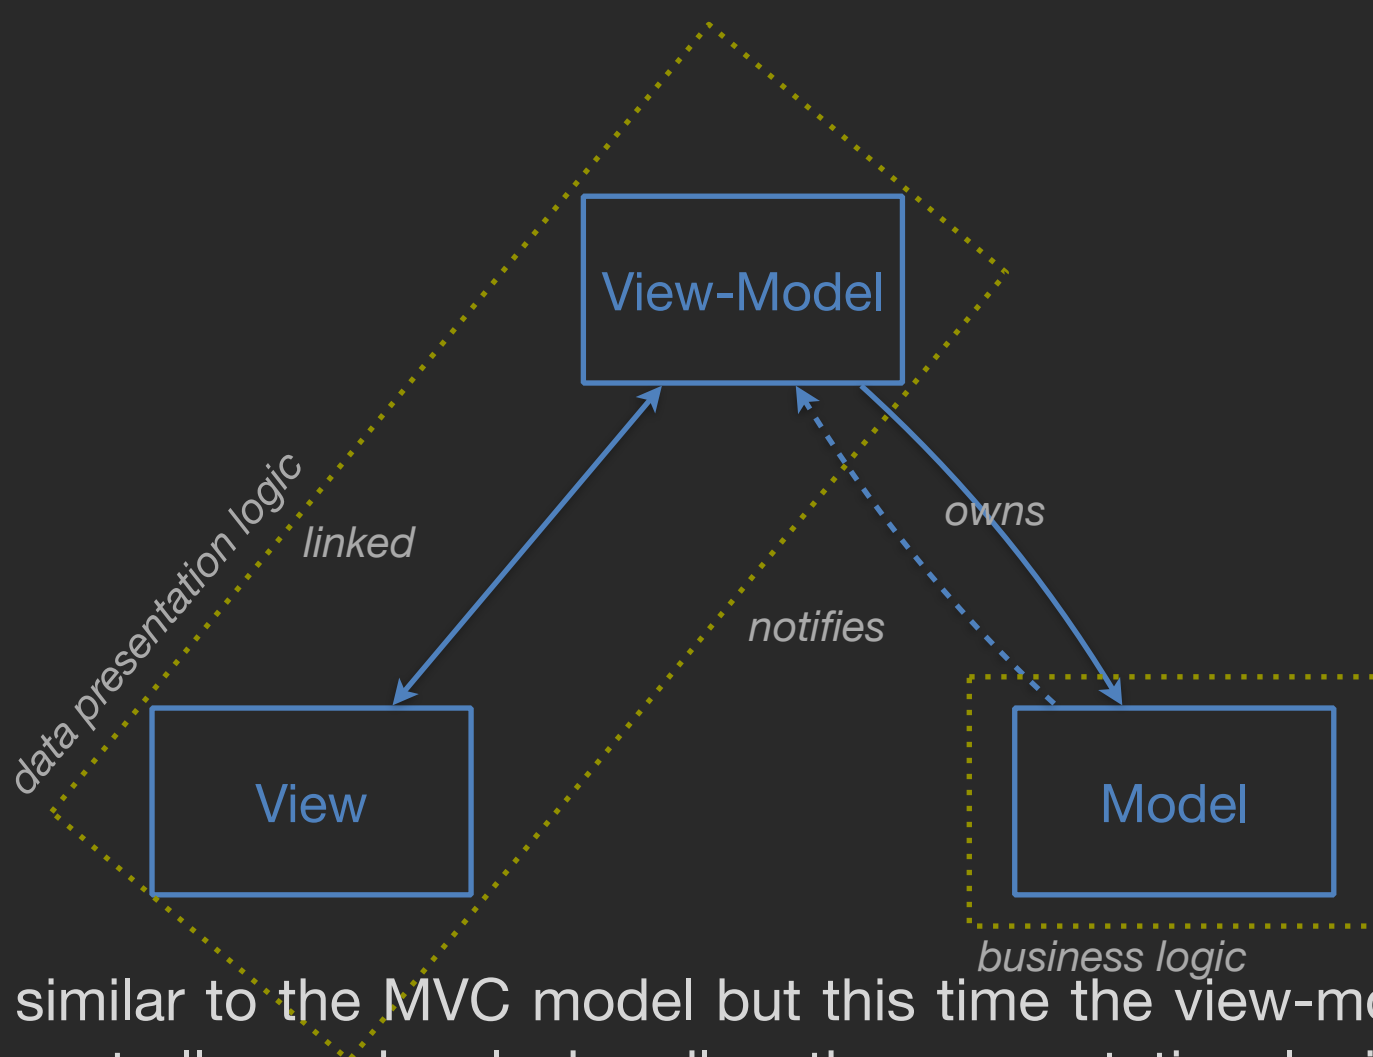 View-Model
data presentation logic
linked
owns
notifies
View
Model
business logic
similar to the MVC model but this time the